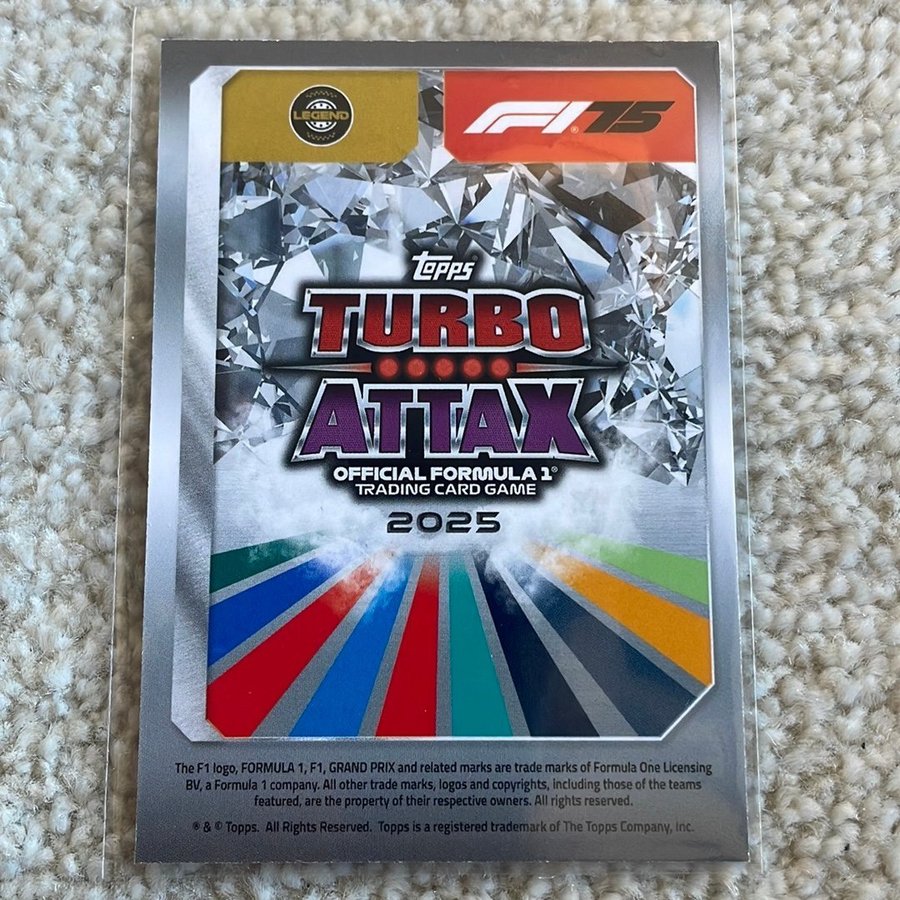 LEGEND
F1® 75
Topps®
TURBO
ATTAX
OFFICIAL FORMULA 1®
TRADING CARD GAME
2025
The F1 logo, FORMULA 1, F1, GRAND PRIX and related marks are trade marks of Formula One Licensing
BV, a Formula 1 company. All other trade marks, logos and copyrights, including those of the teams
featured, are the property of their respective owners. All rights reserved.
® & © Topps. All Rights Reserved. Topps is a registered trademark of The Topps Company, Inc.